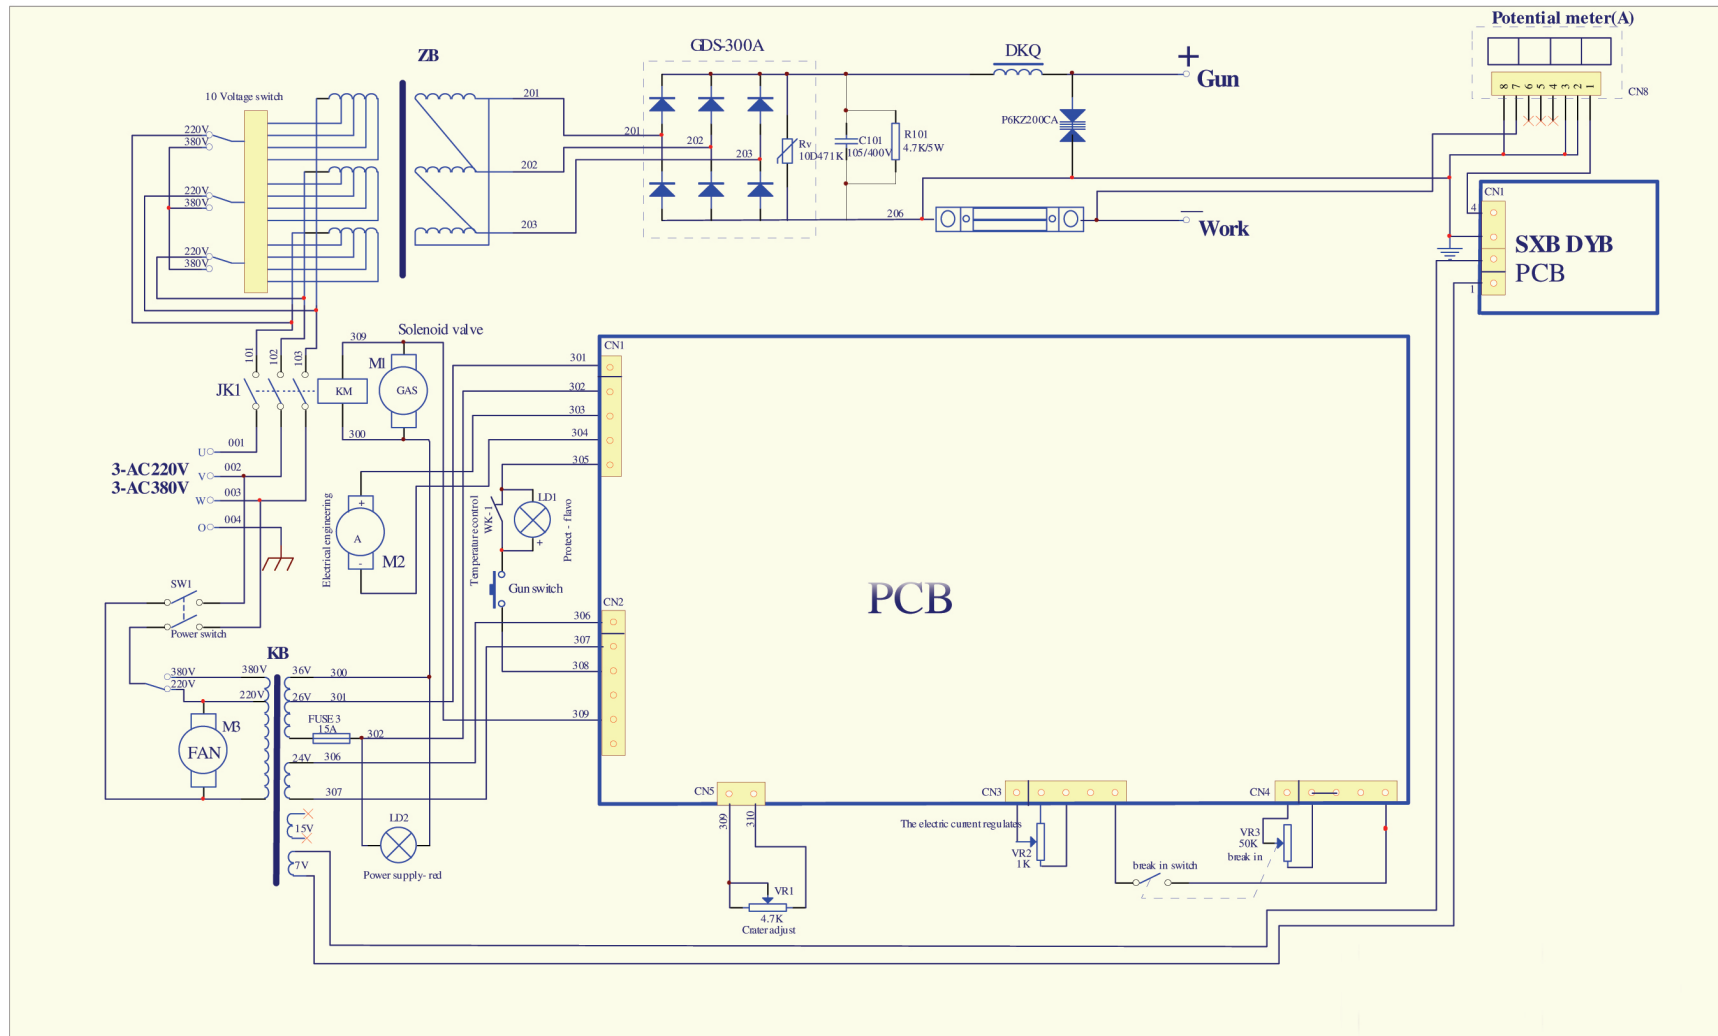 Potential meter(A)
GDS-300A
DKQ
+
Gun
ZB
10 Voltage switch
201
CN8
8 7 6 5 4 3 2 1
P6KZ200CA
220V
380V
201
202
203
Rv
10D471K
C101
105/400V
R101
4.7K/5W
202
220V
380V
CN1
4
206
Work
203
SXB DYB
PCB
220V
380V
1
Solenoid valve
309
101
102
103
CN1
301
M1
GAS
JK1
KM
302
303
300
304
U
001
305
3-AC220V
3-AC380V
V
002
W
003
O
004
Electrical engineering
+
A
-
M2
Temperature control
WK-1
LD1
+
Protect - flavo
SW1
Power switch
Gun switch
PCB
CN2
306
307
308
309
KB
380V
220V
380V
220V
36V
300
26V
301
FUSE 3
15A
302
M3
FAN
24V
306
307
15V
7V
LD2
Power supply- red
CN5
309
310
CN3
CN4
The electric current regulates
VR2
1K
VR3
50K
break in
break in switch
VR1
4.7K
Crater adjust